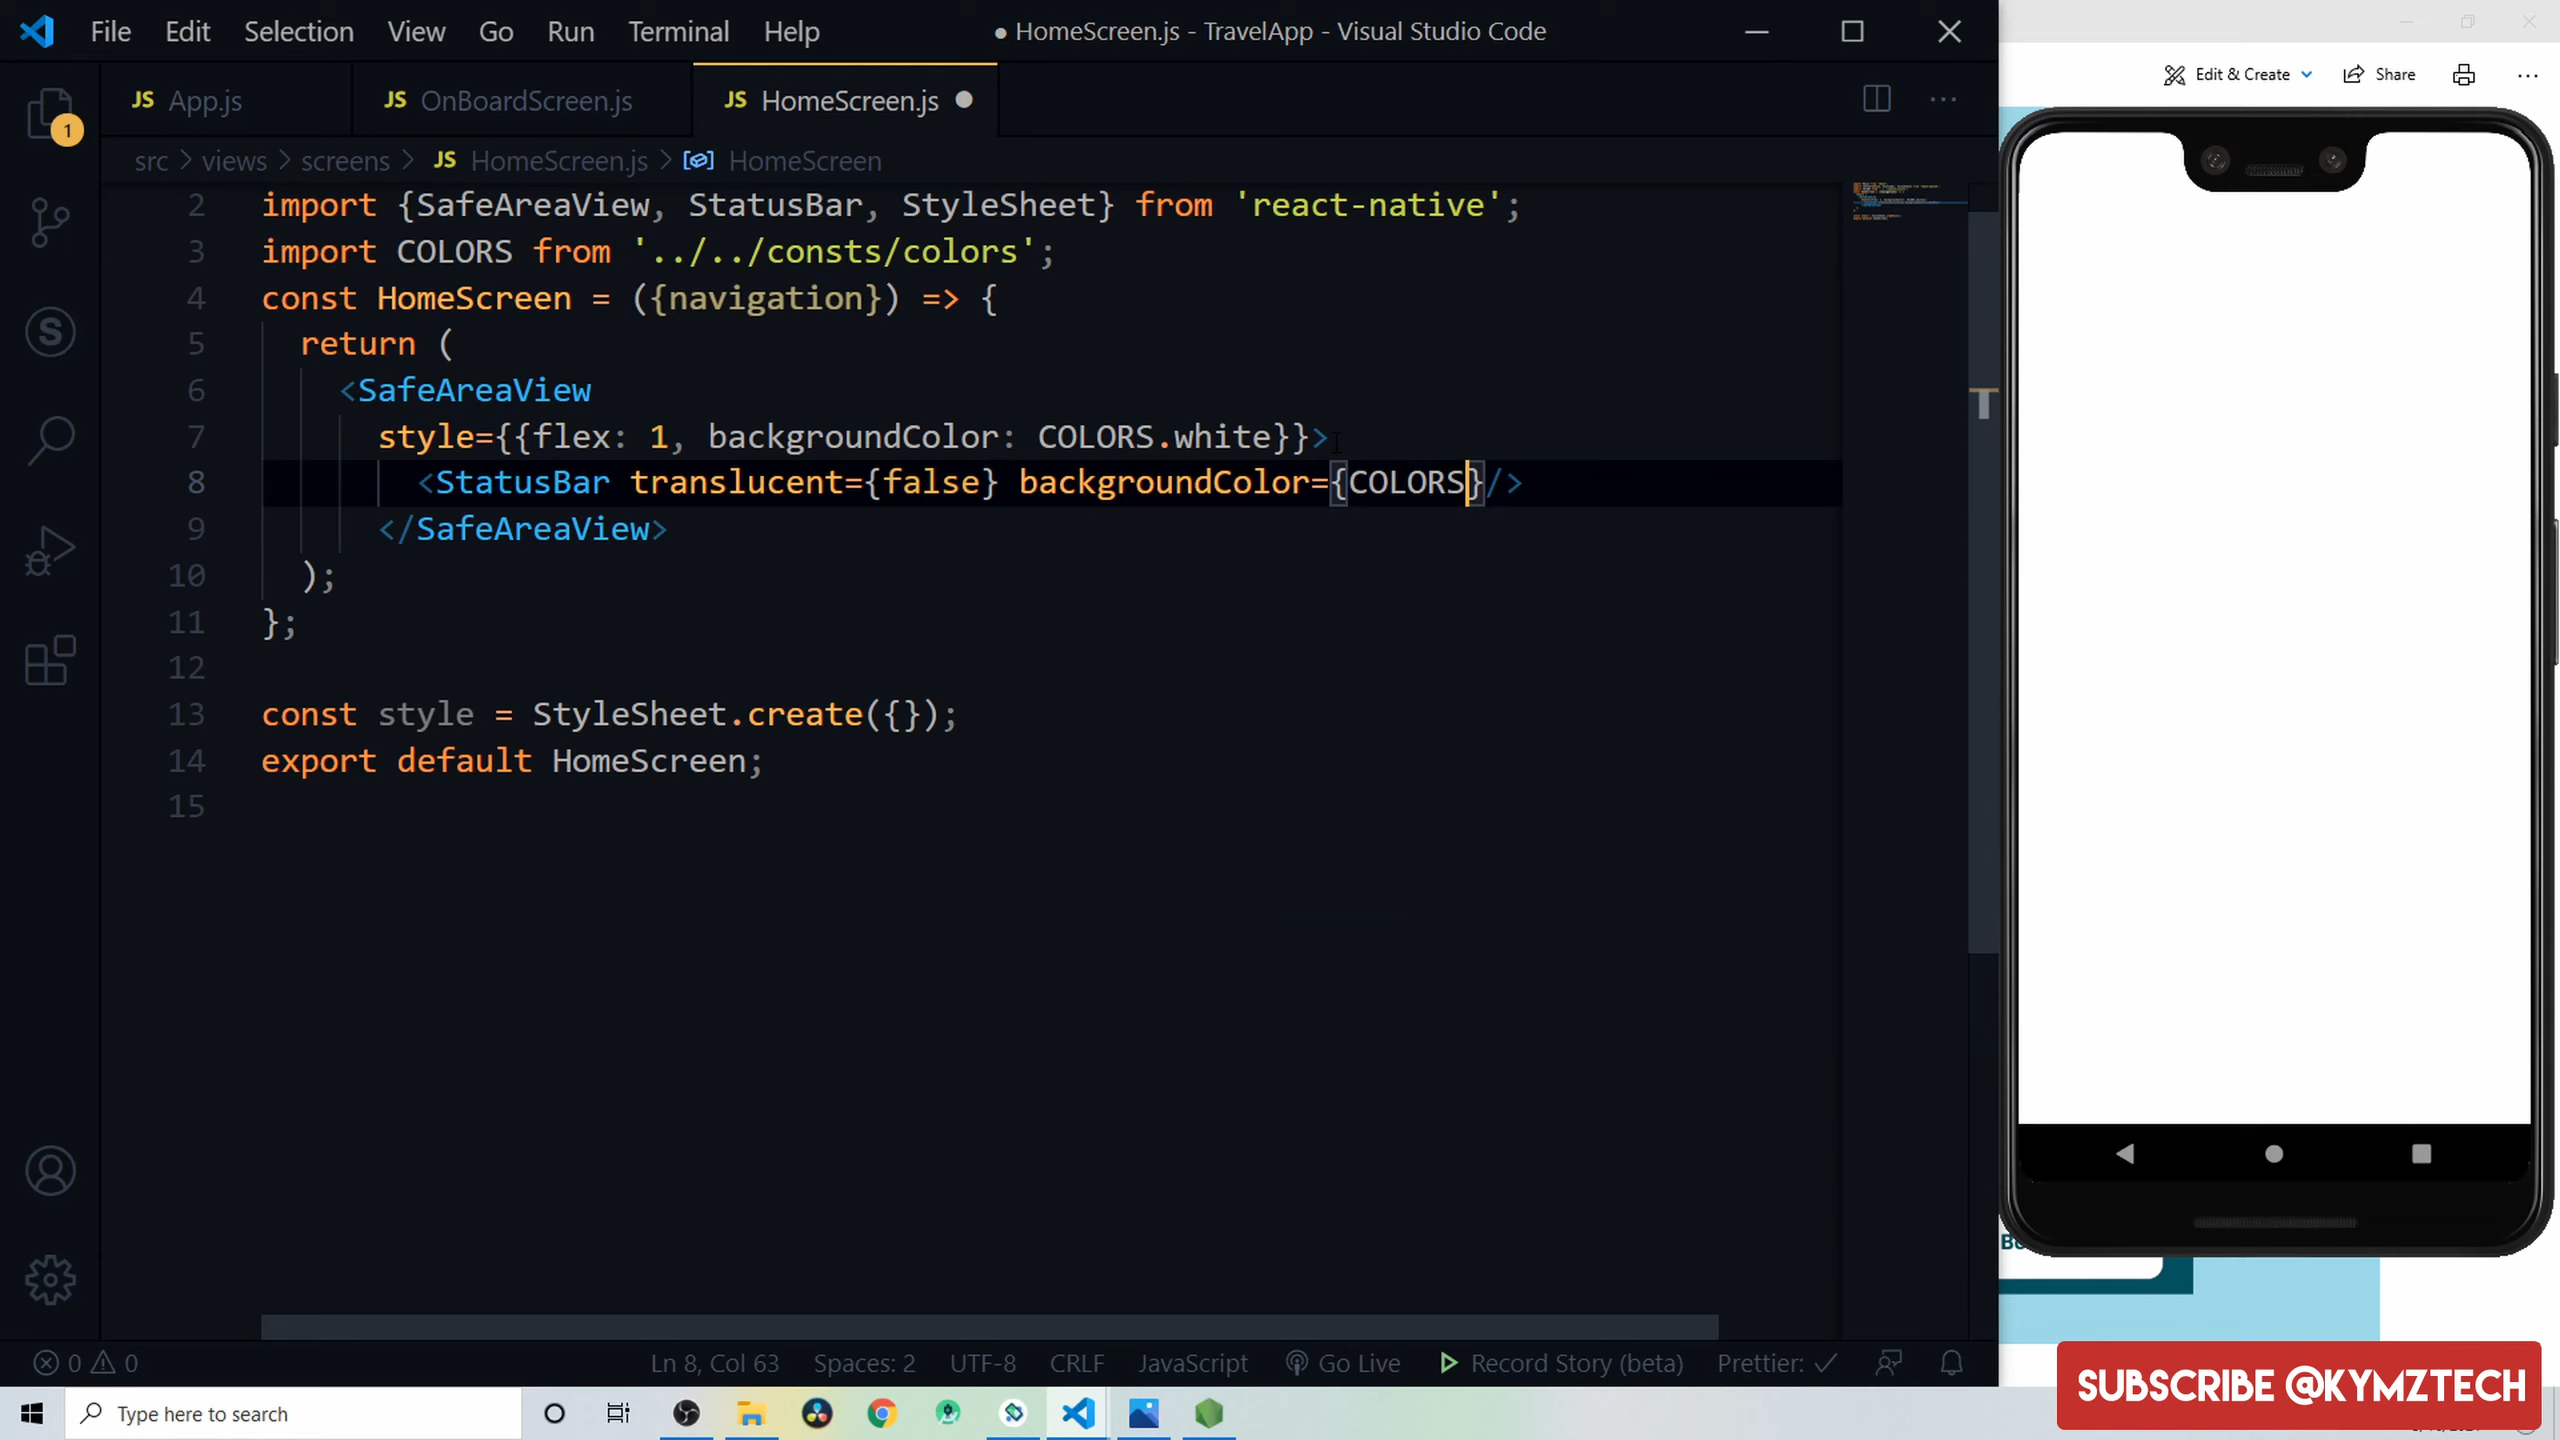 File Edit Selection View Go Run Terminal Help ● HomeScreen.js - TravelApp - Visual Studio Code
Edit & Create Share
JS App.js JS OnBoardScreen.js JS HomeScreen.js
1
src > views > screens > JS HomeScreen.js > HomeScreen
2 import {SafeAreaView, StatusBar, StyleSheet} from 'react-native';
3 import COLORS from '../../consts/colors';
4 const HomeScreen = ({navigation}) => {
5 return (
6 <SafeAreaView
7 style={{flex: 1, backgroundColor: COLORS.white}}>
8 <StatusBar translucent={false} backgroundColor={COLORS}/>
9 </SafeAreaView>
10 );
11 };
12
13 const style = StyleSheet.create({});
14 export default HomeScreen;
15
0 0 Ln 8, Col 63 Spaces: 2 UTF-8 CRLF JavaScript Go Live Record Story (beta) Prettier: ✓
SUBSCRIBE @KYMZTECH
Type here to search